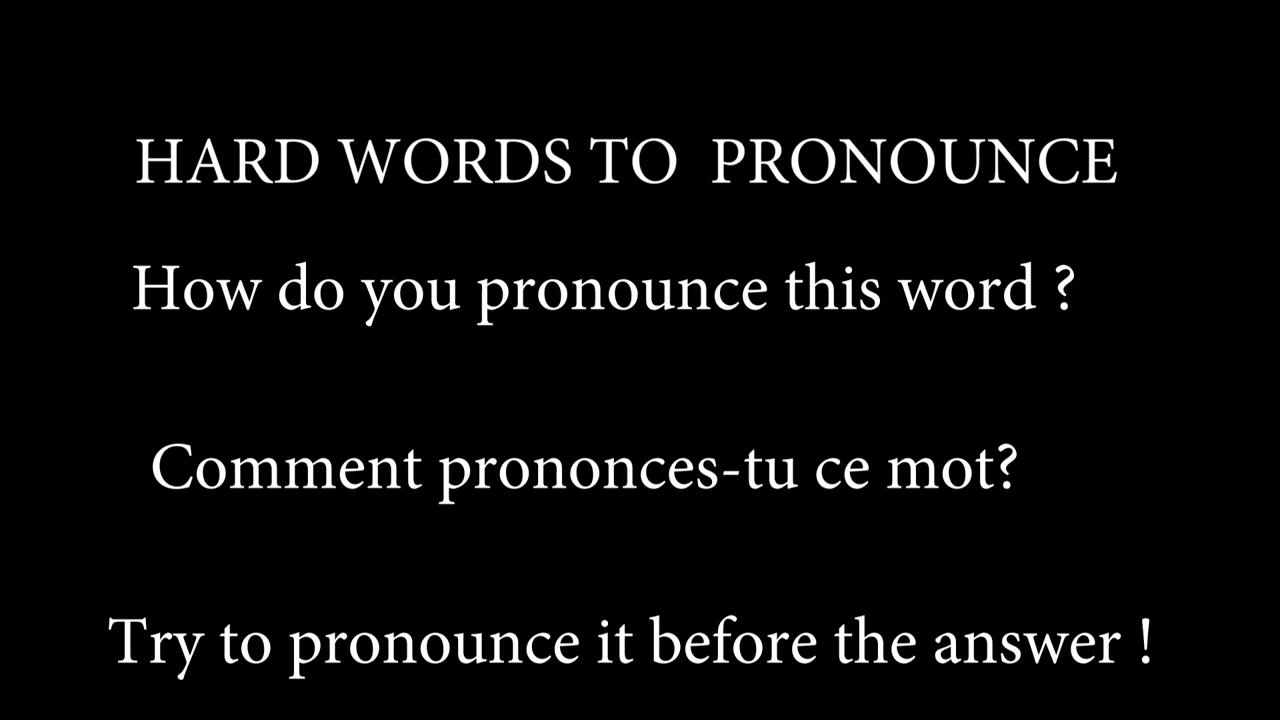 HARD WORDS TO PRONOUNCE
How do you pronounce this word ?
Comment prononces-tu ce mot?
Try to pronounce it before the answer !